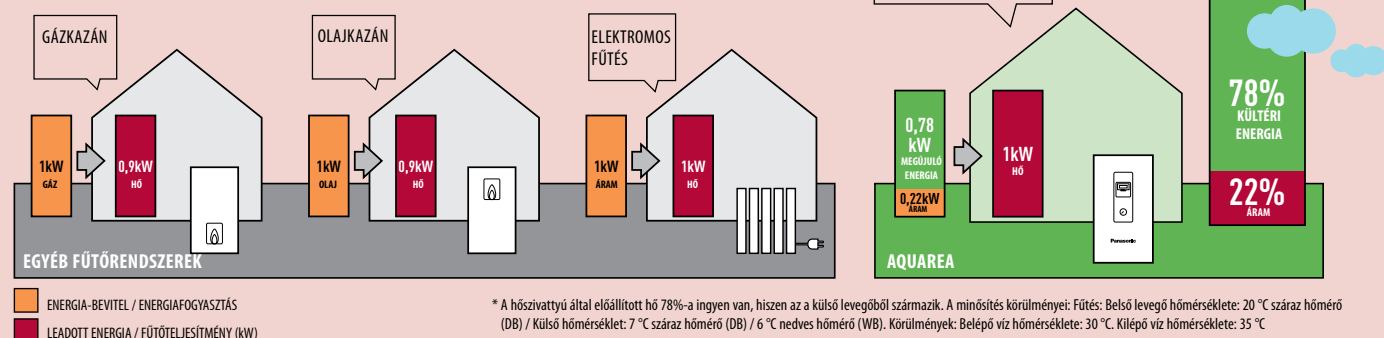 GÁZKAZÁN
1kW
GÁZ
0,9kW
HŐ
OLAJKAZÁN
1kW
OLAJ
0,9kW
HŐ
ELEKTROMOS
FŰTÉS
1kW
ÁRAM
1kW
HŐ
EGYÉB FŰTŐRENDSZEREK
0,78
kW
MEGÚJULÓ
ENERGIA
0,22kW
ÁRAM
1kW
HŐ
Panasonic
78%
KÜLTÉRI
ENERGIA
22%
ÁRAM
AQUAREA
ENERGIA-BEVITEL / ENERGIAFOGYASZTÁS
LEADOTT ENERGIA / FŰTŐTELJESÍTMÉNY (kW)
* A hőszivattyú által előállított hő 78%-a ingyen van, hiszen az a külső levegőből származik. A minősítés körülményei: Fűtés: Belső levegő hőmérséklete: 20 °C száraz hőmérő
(DB) / Külső hőmérséklet: 7 °C száraz hőmérő (DB) / 6 °C nedves hőmérő (WB). Körülmények: Belépő víz hőmérséklete: 30 °C. Kilépő víz hőmérséklete: 35 °C